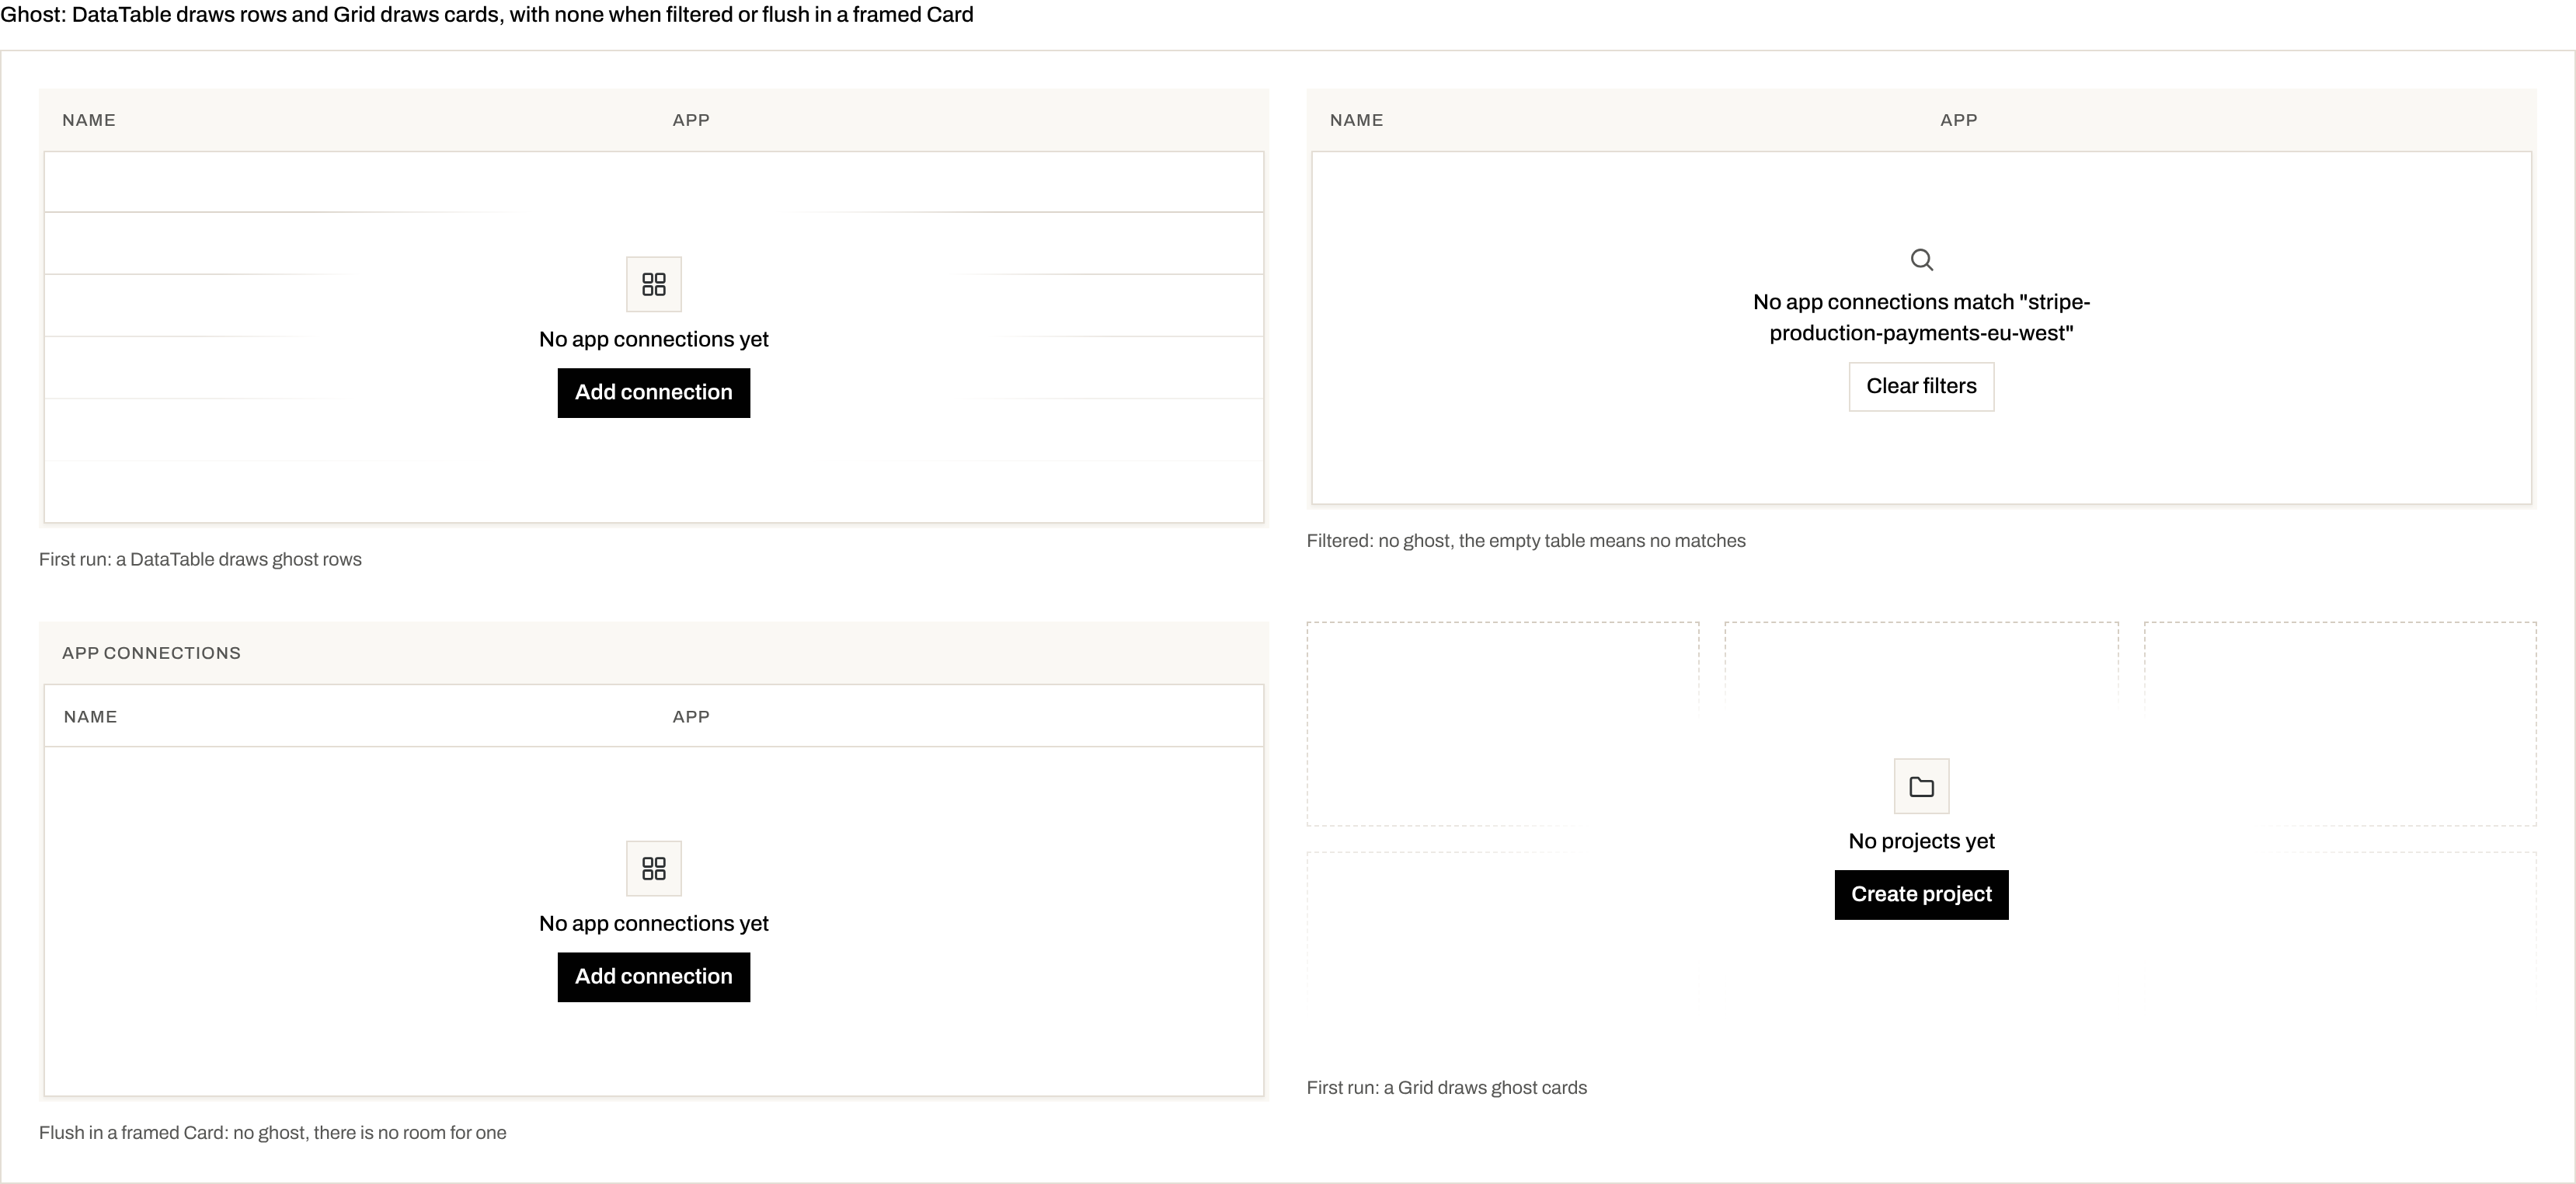 Ghost: DataTable draws rows and Grid draws cards, with none when filtered or flush in a framed Card
NAME APP
No app connections yet
Add connection
First run: a DataTable draws ghost rows
NAME APP
No app connections match "stripe-
production-payments-eu-west"
Clear filters
Filtered: no ghost, the empty table means no matches
APP CONNECTIONS
NAME APP
No app connections yet
Add connection
Flush in a framed Card: no ghost, there is no room for one
No projects yet
Create project
First run: a Grid draws ghost cards